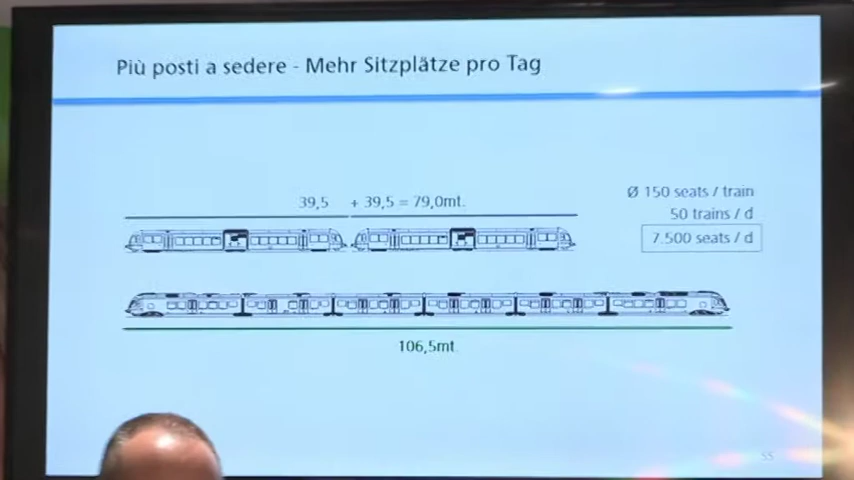 Più posti a sedere - Mehr Sitzplätze pro Tag
39,5 + 39,5 = 79,0mt.
Ø 150 seats / train
50 trains / d
7.500 seats / d
106,5mt
55